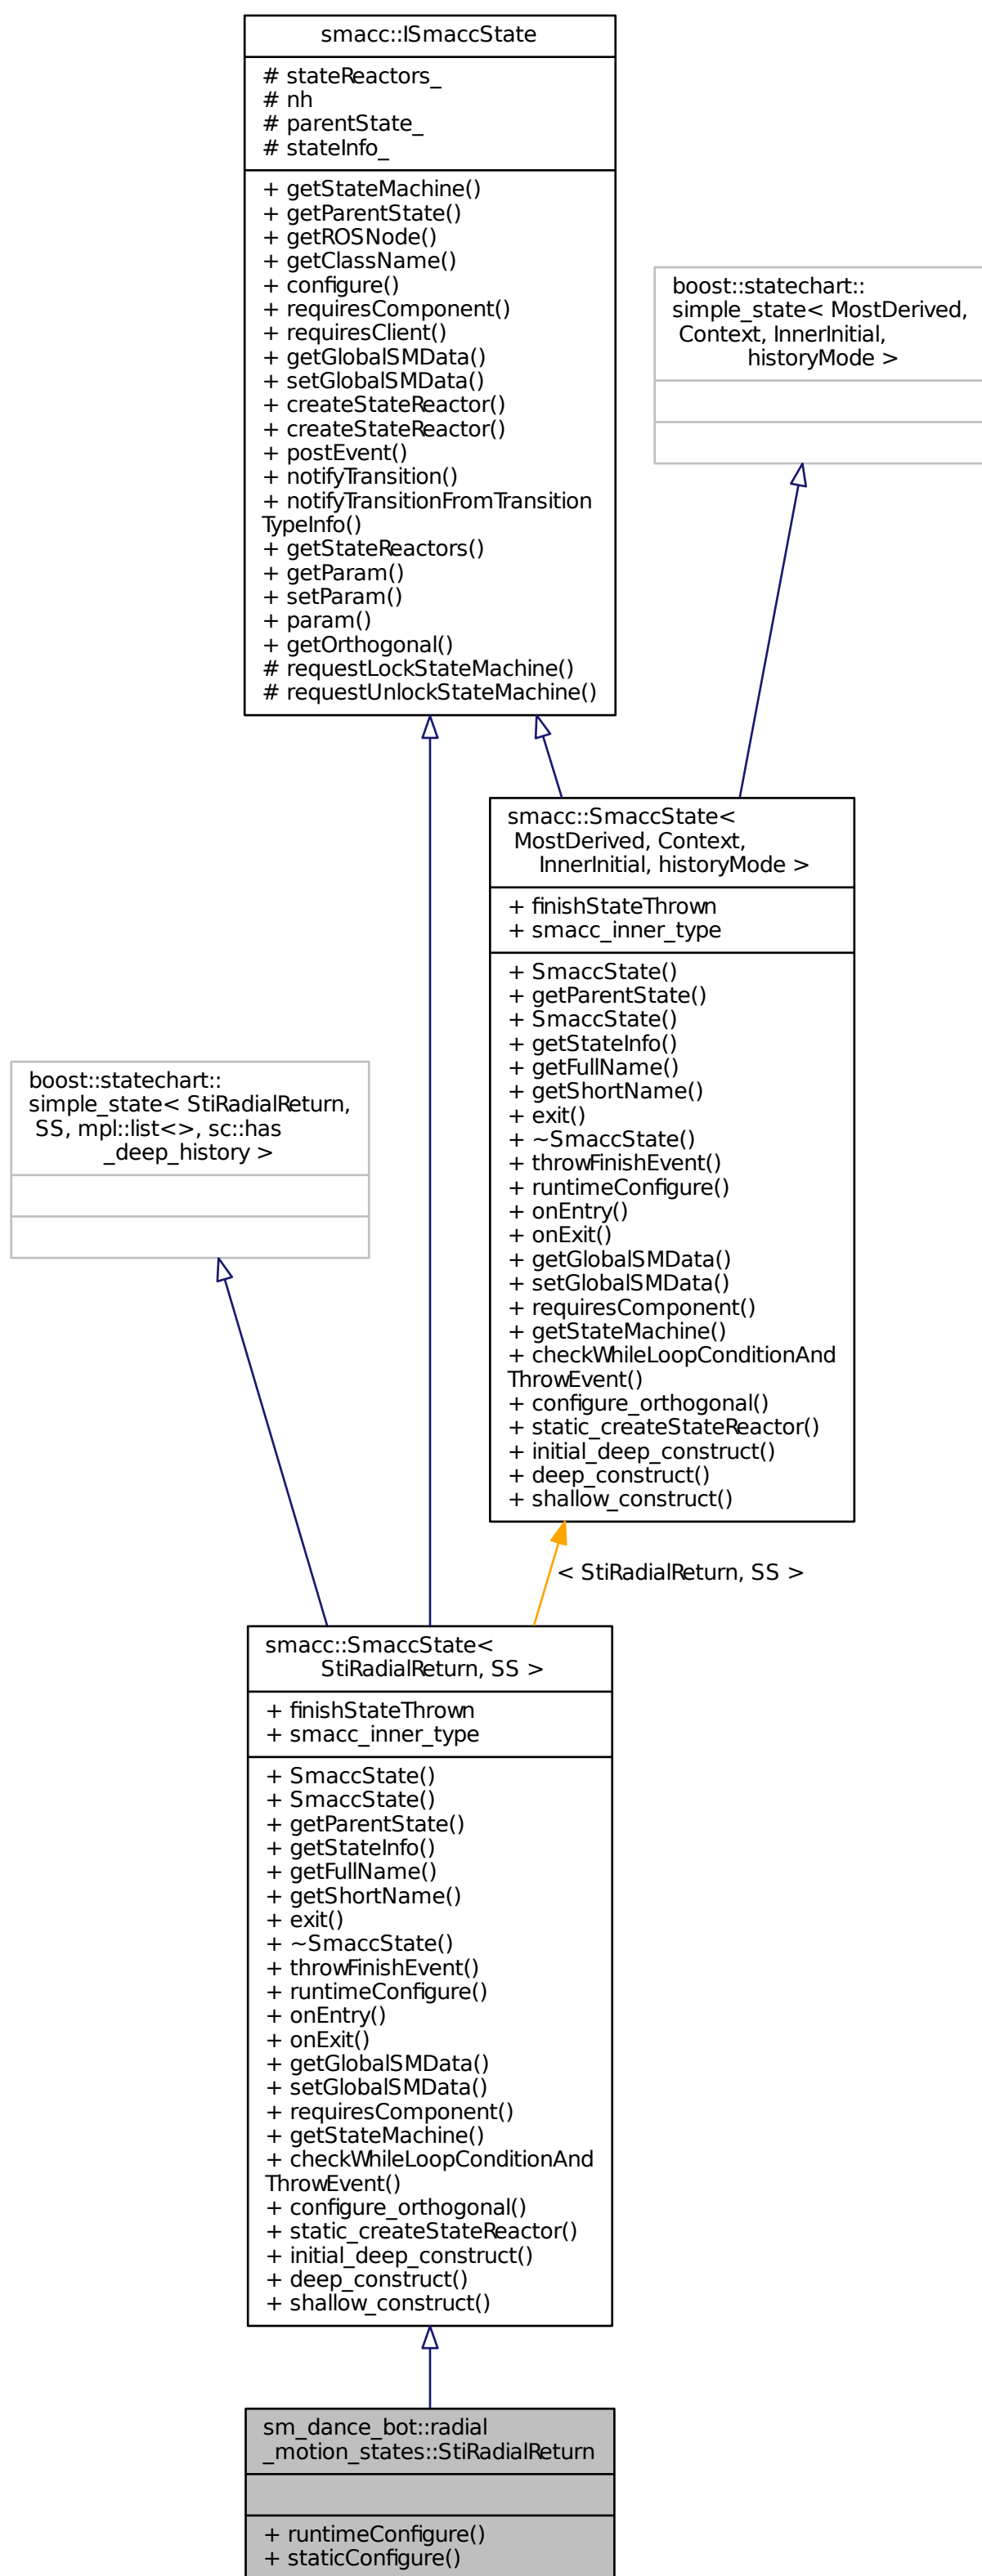 smacc::ISmaccState
# stateReactors_
# nh
# parentState_
# stateInfo_
+ getStateMachine()
+ getParentState()
+ getROSNode()
+ getClassName()
+ configure()
+ requiresComponent()
+ requiresClient()
+ getGlobalSMData()
+ setGlobalSMData()
+ createStateReactor()
+ createStateReactor()
+ postEvent()
+ notifyTransition()
+ notifyTransitionFromTransition
TypeInfo()
+ getStateReactors()
+ getParam()
+ setParam()
+ param()
+ getOrthogonal()
# requestLockStateMachine()
# requestUnlockStateMachine()
boost::statechart::
simple_state< MostDerived,
Context, InnerInitial,
historyMode >
smacc::SmaccState<
MostDerived, Context,
InnerInitial, historyMode >
+ finishStateThrown
+ smacc_inner_type
+ SmaccState()
+ getParentState()
+ SmaccState()
+ getStateInfo()
+ getFullName()
+ getShortName()
+ exit()
+ ~SmaccState()
+ throwFinishEvent()
+ runtimeConfigure()
+ onEntry()
+ onExit()
+ getGlobalSMData()
+ setGlobalSMData()
+ requiresComponent()
+ getStateMachine()
+ checkWhileLoopConditionAnd
ThrowEvent()
+ configure_orthogonal()
+ static_createStateReactor()
+ initial_deep_construct()
+ deep_construct()
+ shallow_construct()
boost::statechart::
simple_state< StiRadialReturn,
SS, mpl::list<>, sc::has
_deep_history >
< StiRadialReturn, SS >
smacc::SmaccState<
StiRadialReturn, SS >
+ finishStateThrown
+ smacc_inner_type
+ SmaccState()
+ SmaccState()
+ getParentState()
+ getStateInfo()
+ getFullName()
+ getShortName()
+ exit()
+ ~SmaccState()
+ throwFinishEvent()
+ runtimeConfigure()
+ onEntry()
+ onExit()
+ getGlobalSMData()
+ setGlobalSMData()
+ requiresComponent()
+ getStateMachine()
+ checkWhileLoopConditionAnd
ThrowEvent()
+ configure_orthogonal()
+ static_createStateReactor()
+ initial_deep_construct()
+ deep_construct()
+ shallow_construct()
sm_dance_bot::radial
_motion_states::StiRadialReturn
+ runtimeConfigure()
+ staticConfigure()